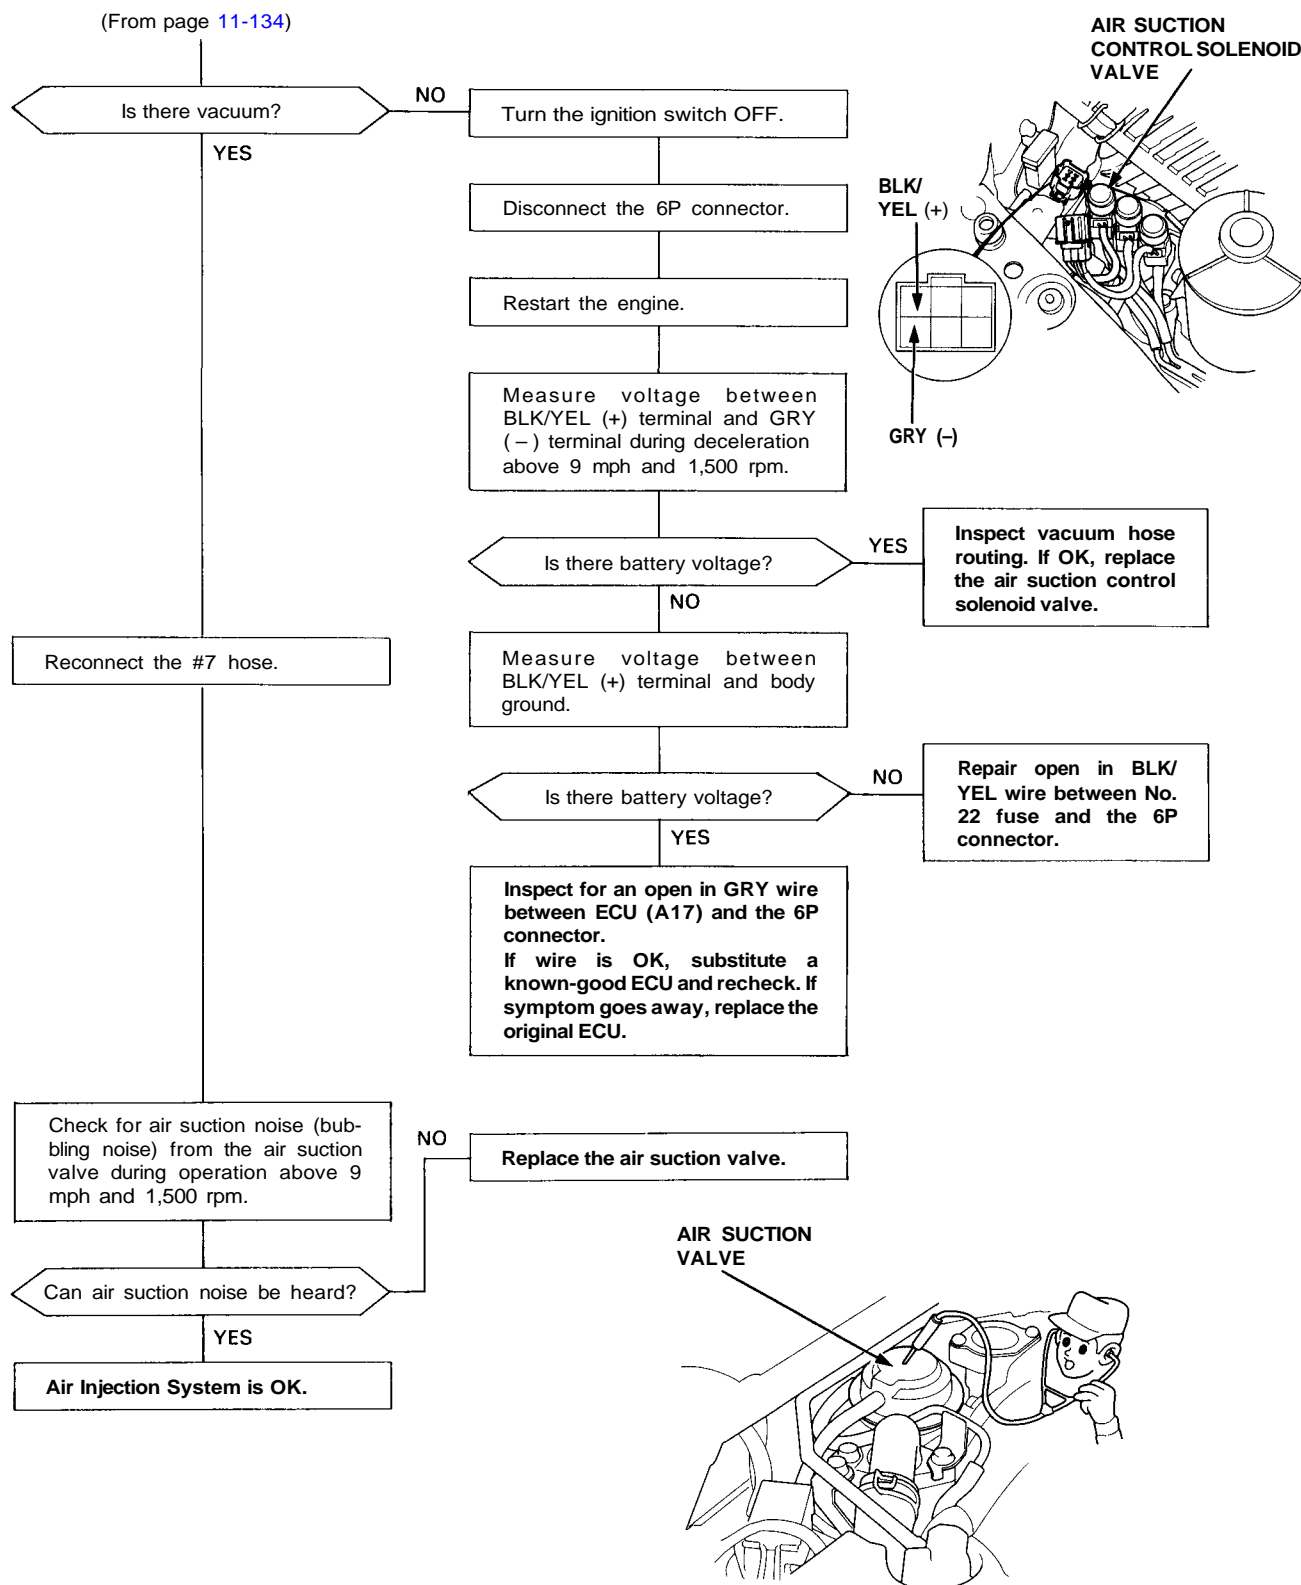 (From page 11-134)
Is there vacuum?
NO
YES
Turn the ignition switch OFF.
Disconnect the 6P connector.
Restart the engine.
Measure voltage between
BLK/YEL (+) terminal and GRY
( – ) terminal during deceleration
above 9 mph and 1,500 rpm.
AIR SUCTION
CONTROL SOLENOID
VALVE
BLK/
YEL (+)
GRY (–)
Is there battery voltage?
YES
NO
Inspect vacuum hose
routing. If OK, replace
the air suction control
solenoid valve.
Reconnect the #7 hose.
Measure voltage between
BLK/YEL (+) terminal and body
ground.
Is there battery voltage?
NO
YES
Repair open in BLK/
YEL wire between No.
22 fuse and the 6P
connector.
Inspect for an open in GRY wire
between ECU (A17) and the 6P
connector.
If wire is OK, substitute a
known-good ECU and recheck. If
symptom goes away, replace the
original ECU.
Check for air suction noise (bub-
bling noise) from the air suction
valve during operation above 9
mph and 1,500 rpm.
NO
Replace the air suction valve.
Can air suction noise be heard?
YES
Air Injection System is OK.
AIR SUCTION
VALVE